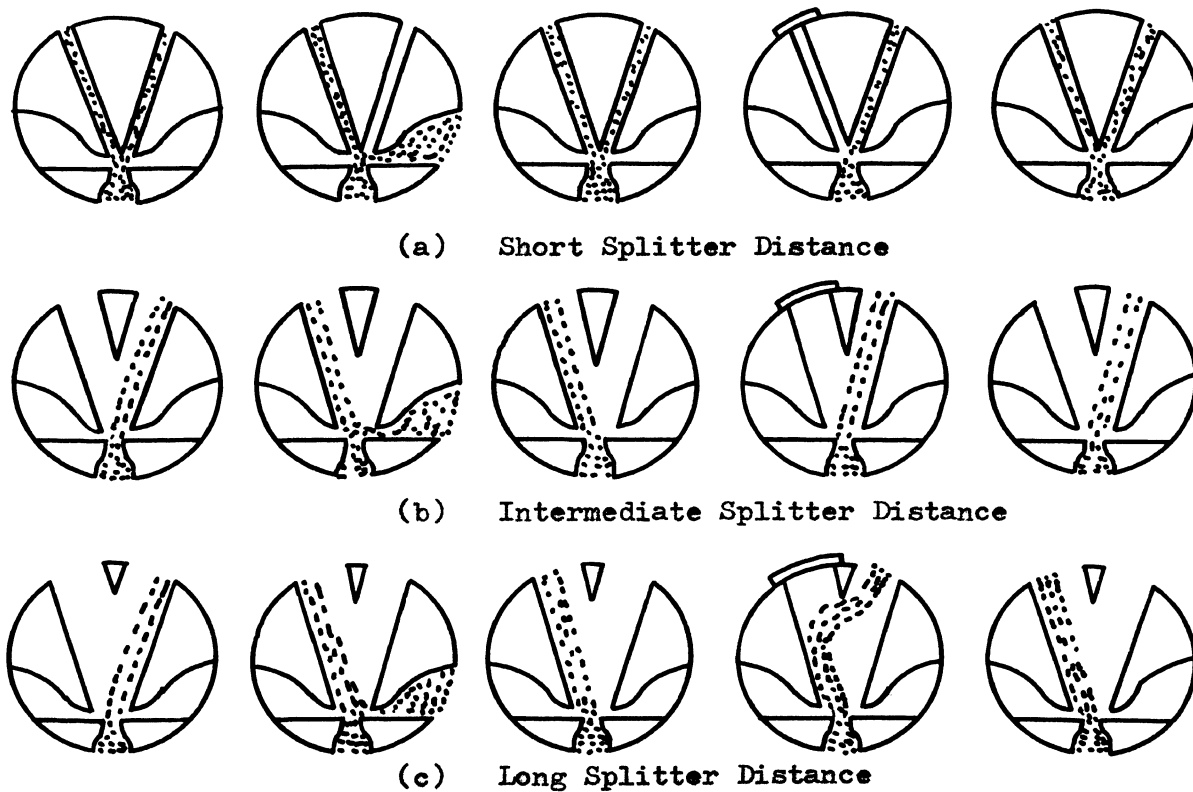 (a) Short Splitter Distance
(b) Intermediate Splitter Distance
(c) Long Splitter Distance